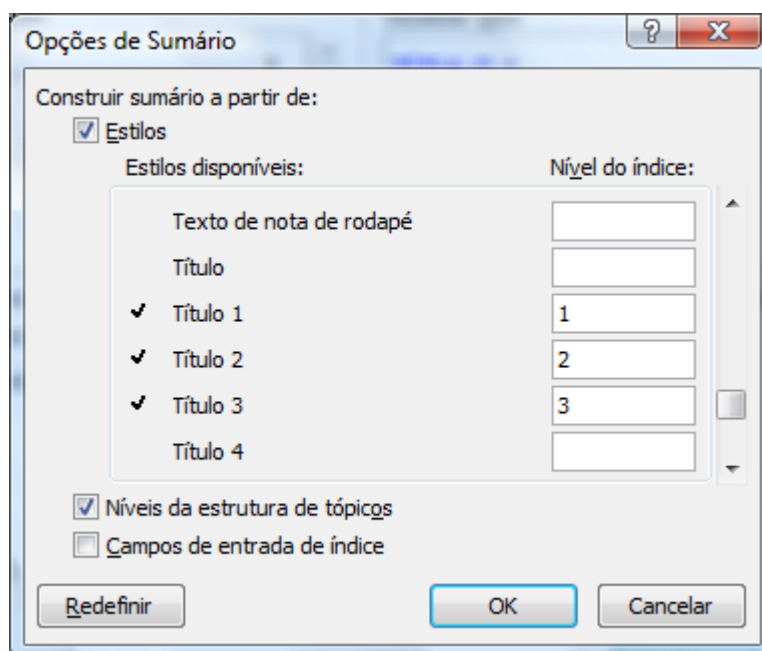 Opções de Sumário
Construir sumário a partir de:
Estilos
Estilos disponíveis: Nível do índice:
Texto de nota de rodapé
Título
Título 1 1
Título 2 2
Título 3 3
Título 4
Níveis da estrutura de tópicos
Campos de entrada de índice
Redefinir OK Cancelar